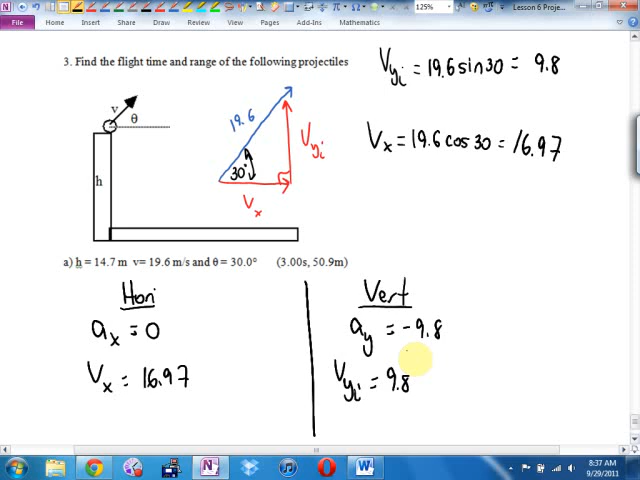 125%
Lesson 6 Proje...
File
Home
Insert
Share
Draw
Review
View
Add-Ins
Graphics
Chapters
Insertions
Mathematics
3. Find the flight time and range of the following projectiles
Vyi = 19.6 sin 30 = 9.8
Vx = 19.6 cos 30 = 16.97
v
θ
h
19.6
30°
Vyi
Vx
a) h = 14.7 m v= 19.6 m/s and θ = 30.0° (3.00s, 50.9m)
Hori
ax = 0
Vx = 16.97
Vert
ay = -9.8
Vyi = 9.8
8:37 AM
9/29/2011